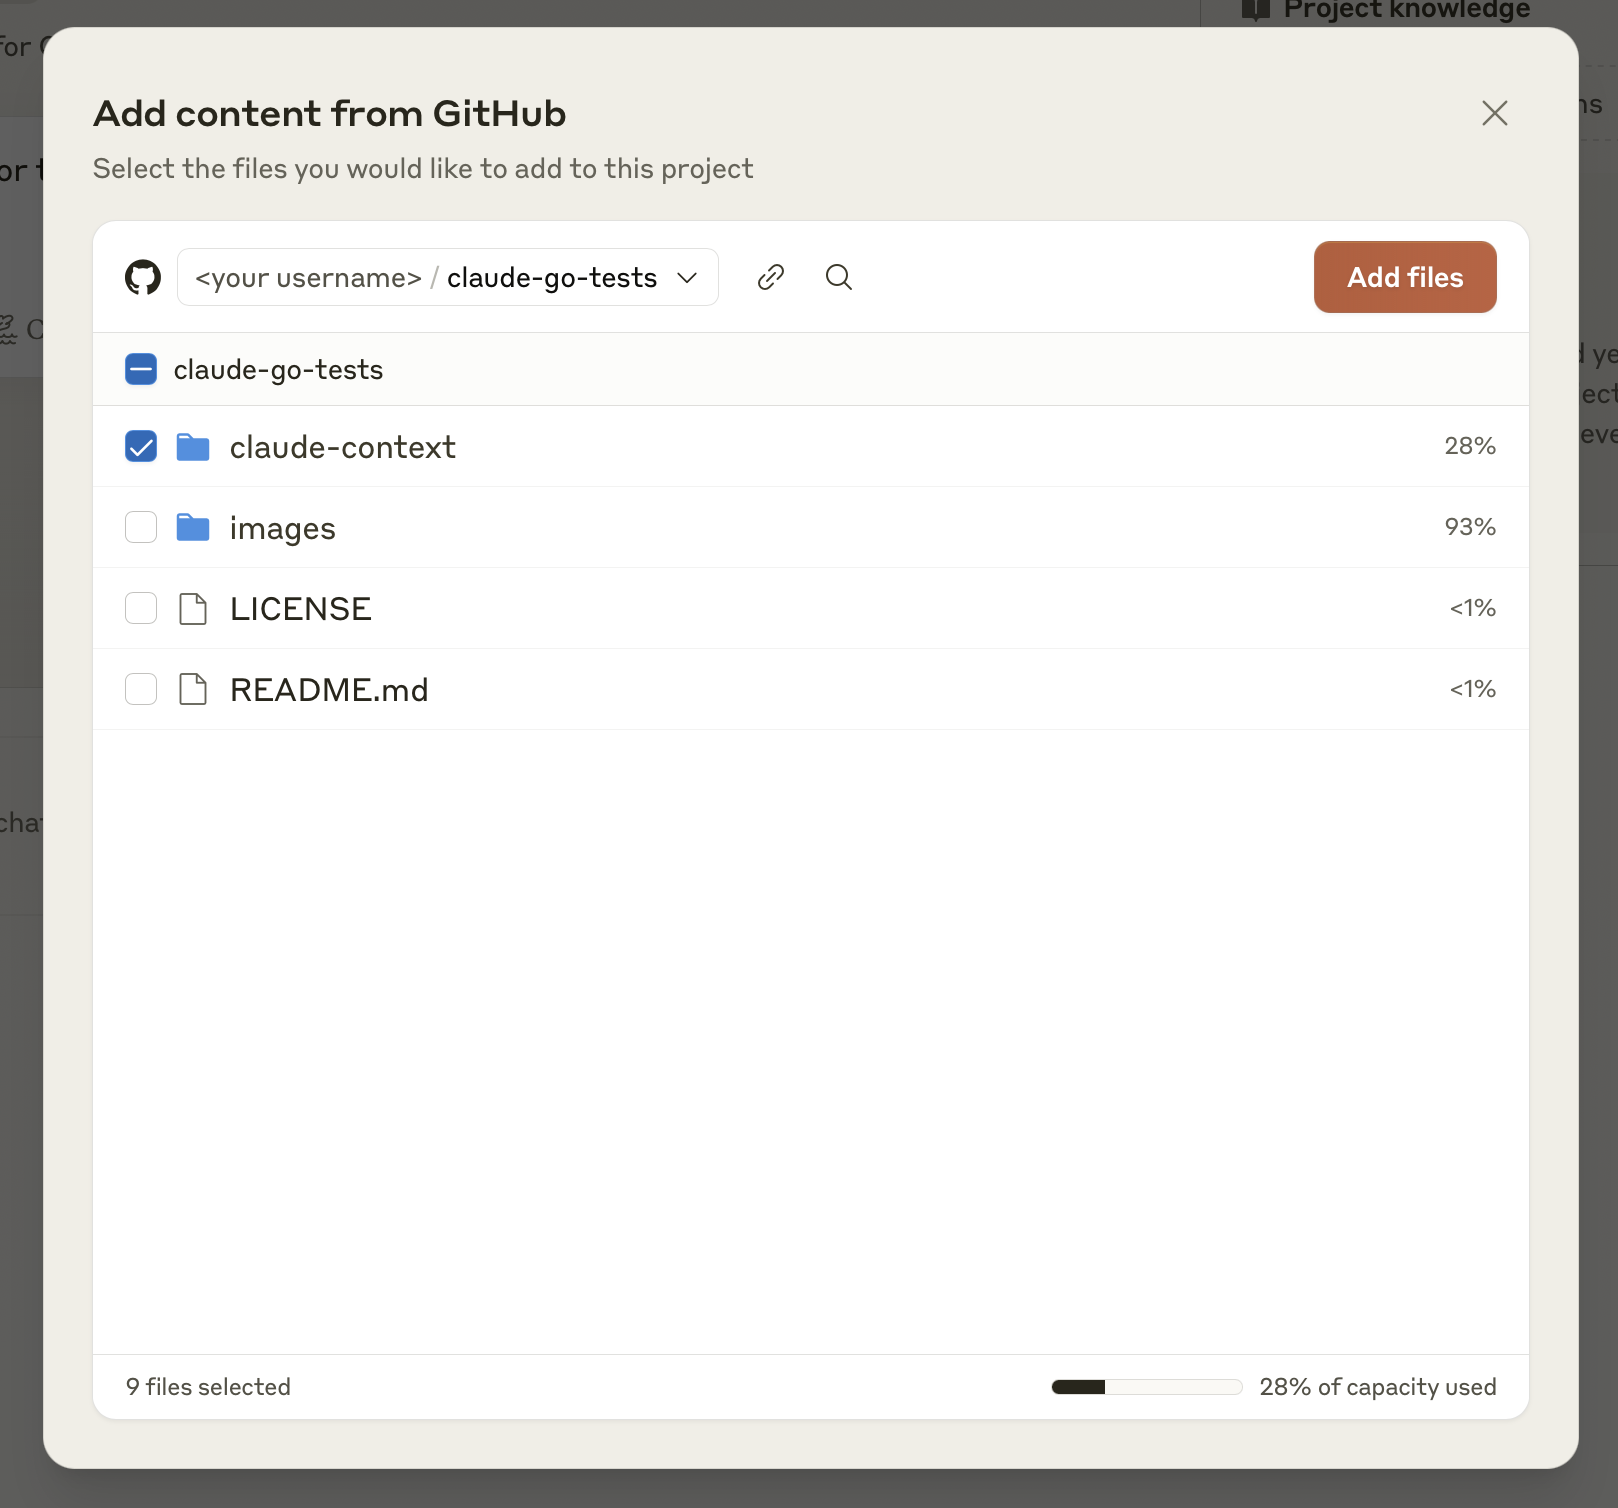 Project knowledge
for
Add content from GitHub
Select the files you would like to add to this project
<your username> / claude-go-tests
Add files
claude-go-tests
claude-context 28%
images 93%
LICENSE <1%
README.md <1%
9 files selected
28% of capacity used